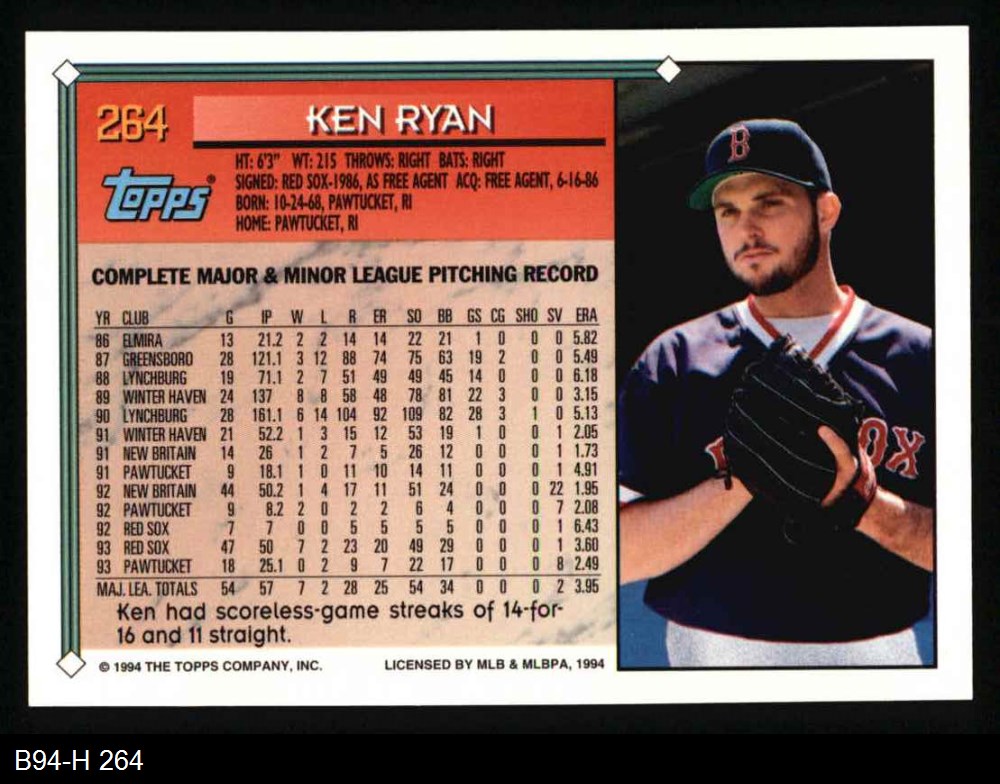 264
KEN RYAN
TOPPS®
HT: 6'3" WT: 215 THROWS: RIGHT BATS: RIGHT
SIGNED: RED SOX-1986, AS FREE AGENT ACQ: FREE AGENT, 6-16-86
BORN: 10-24-68, PAWTUCKET, RI
HOME: PAWTUCKET, RI
COMPLETE MAJOR & MINOR LEAGUE PITCHING RECORD
YR CLUB G IP W L R ER SO BB GS CG SHO SV ERA
86 ELMIRA 13 21.2 2 2 14 14 22 21 1 0 0 0 5.82
87 GREENSBORO 28 121.1 3 12 88 74 75 63 19 2 0 0 5.49
88 LYNCHBURG 19 71.1 2 7 51 49 49 45 14 0 0 0 6.18
89 WINTER HAVEN 24 137 8 8 58 48 78 81 22 3 0 0 3.15
90 LYNCHBURG 28 161.1 6 14 104 92 109 82 28 3 1 0 5.13
91 WINTER HAVEN 21 52.2 1 3 15 12 53 19 1 0 0 1 2.05
91 NEW BRITAIN 14 26 1 2 7 5 26 12 0 0 0 1 1.73
91 PAWTUCKET 9 18.1 1 0 11 10 14 11 0 0 0 1 4.91
92 NEW BRITAIN 44 50.2 1 4 17 11 51 24 0 0 0 22 1.95
92 PAWTUCKET 9 8.2 2 0 2 2 6 4 0 0 0 7 2.08
92 RED SOX 7 7 0 0 5 5 5 5 0 0 0 1 6.43
93 RED SOX 47 50 7 2 23 20 49 29 0 0 0 1 3.60
93 PAWTUCKET 18 25.1 0 2 9 7 22 17 0 0 0 8 2.49
MAJ. LEA. TOTALS 54 57 7 2 28 25 54 34 0 0 0 2 3.95
Ken had scoreless-game streaks of 14-for-
16 and 11 straight.
© 1994 THE TOPPS COMPANY, INC. LICENSED BY MLB & MLBPA, 1994
B
OX
B94-H 264